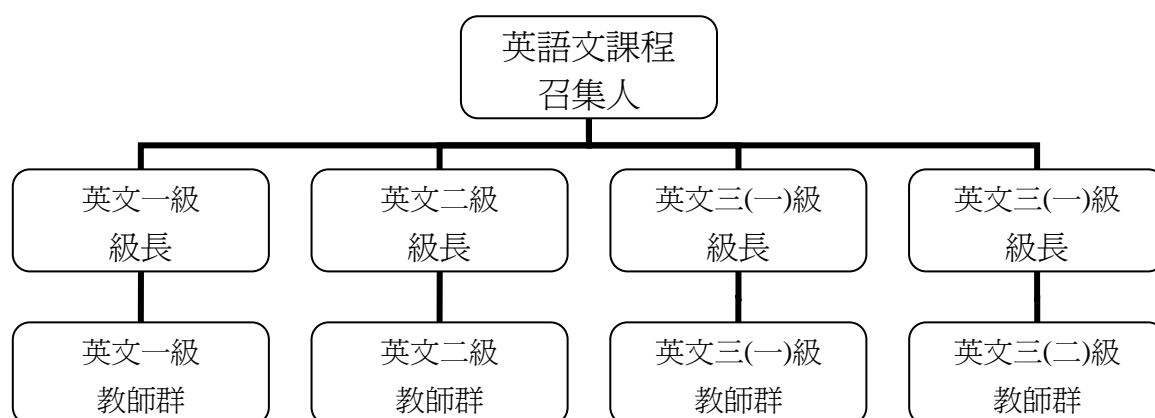 英語文課程
召集人
英文一級
級長
英文二級
級長
英文三(一)級
級長
英文三(一)級
級長
英文一級
教師群
英文二級
教師群
英文三(一)級
教師群
英文三(二)級
教師群